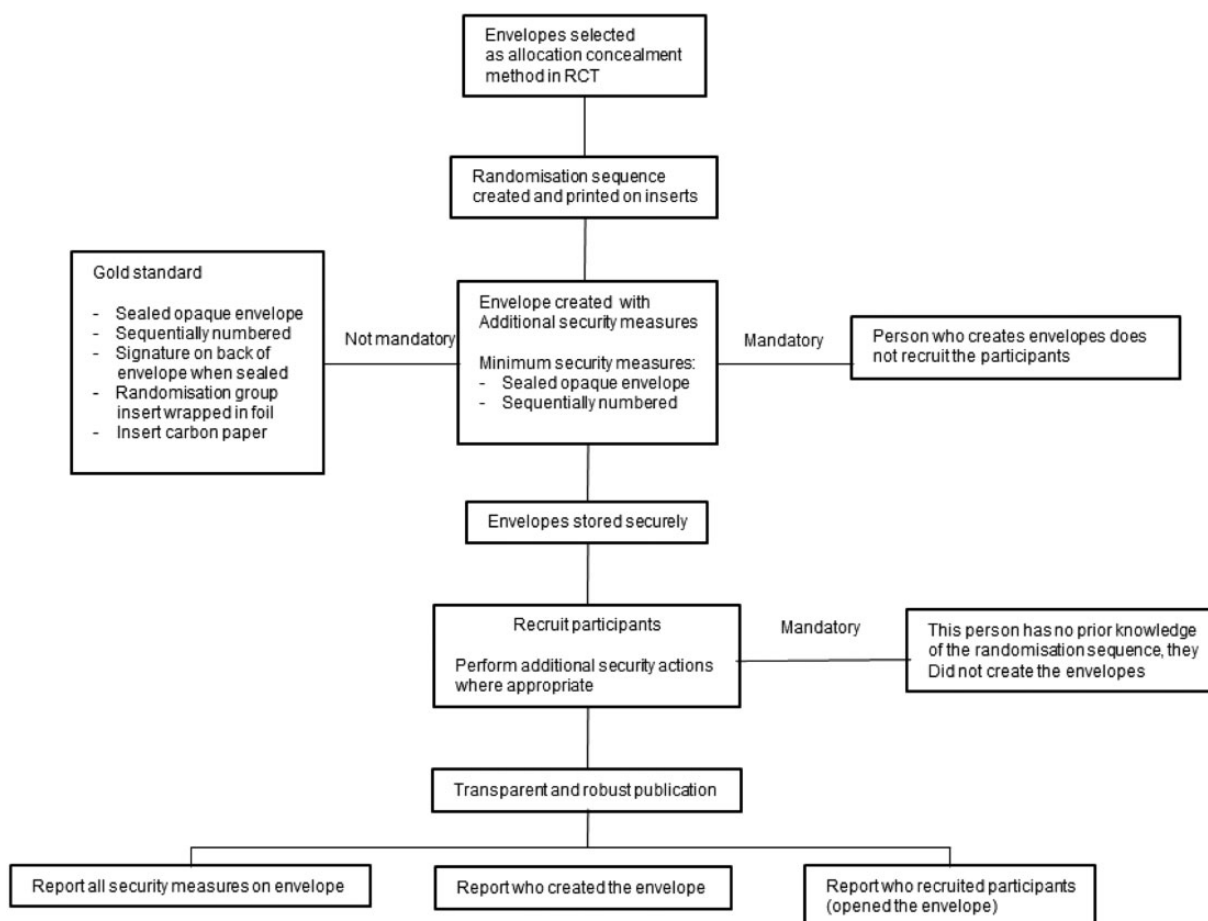 Envelopes selected
as allocation concealment
method in RCT
Randomisation sequence
created and printed on inserts
Gold standard
- Sealed opaque envelope
- Sequentially numbered
- Signature on back of
envelope when sealed
- Randomisation group
insert wrapped in foil
- Insert carbon paper
Not mandatory
Envelope created with
Additional security measures
Minimum security measures:
- Sealed opaque envelope
- Sequentially numbered
Mandatory
Person who creates envelopes does
not recruit the participants
Envelopes stored securely
Recruit participants
Perform additional security actions
where appropriate
Mandatory
This person has no prior knowledge
of the randomisation sequence, they
Did not create the envelopes
Transparent and robust publication
Report all security measures on envelope
Report who created the envelope
Report who recruited participants
(opened the envelope)